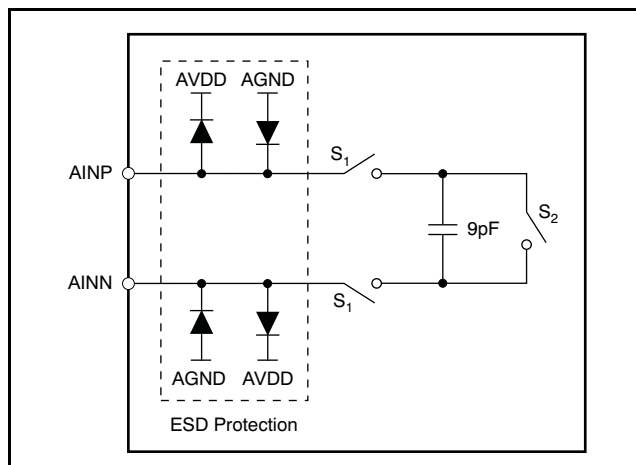 AVDD AGND
AINP
S1
S2
9pF
AINN
S1
AGND AVDD
ESD Protection